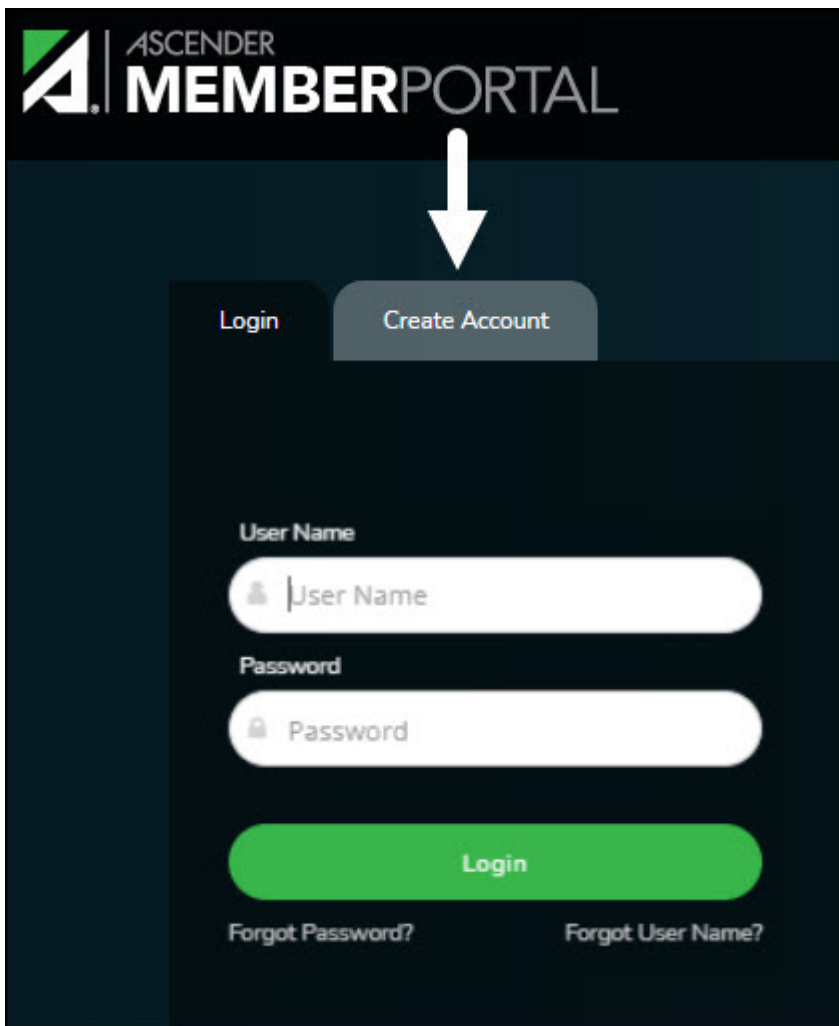 ASCENDER
MEMBERPORTAL
Login
Create Account
User Name
User Name
Password
Password
Login
Forgot Password?
Forgot User Name?